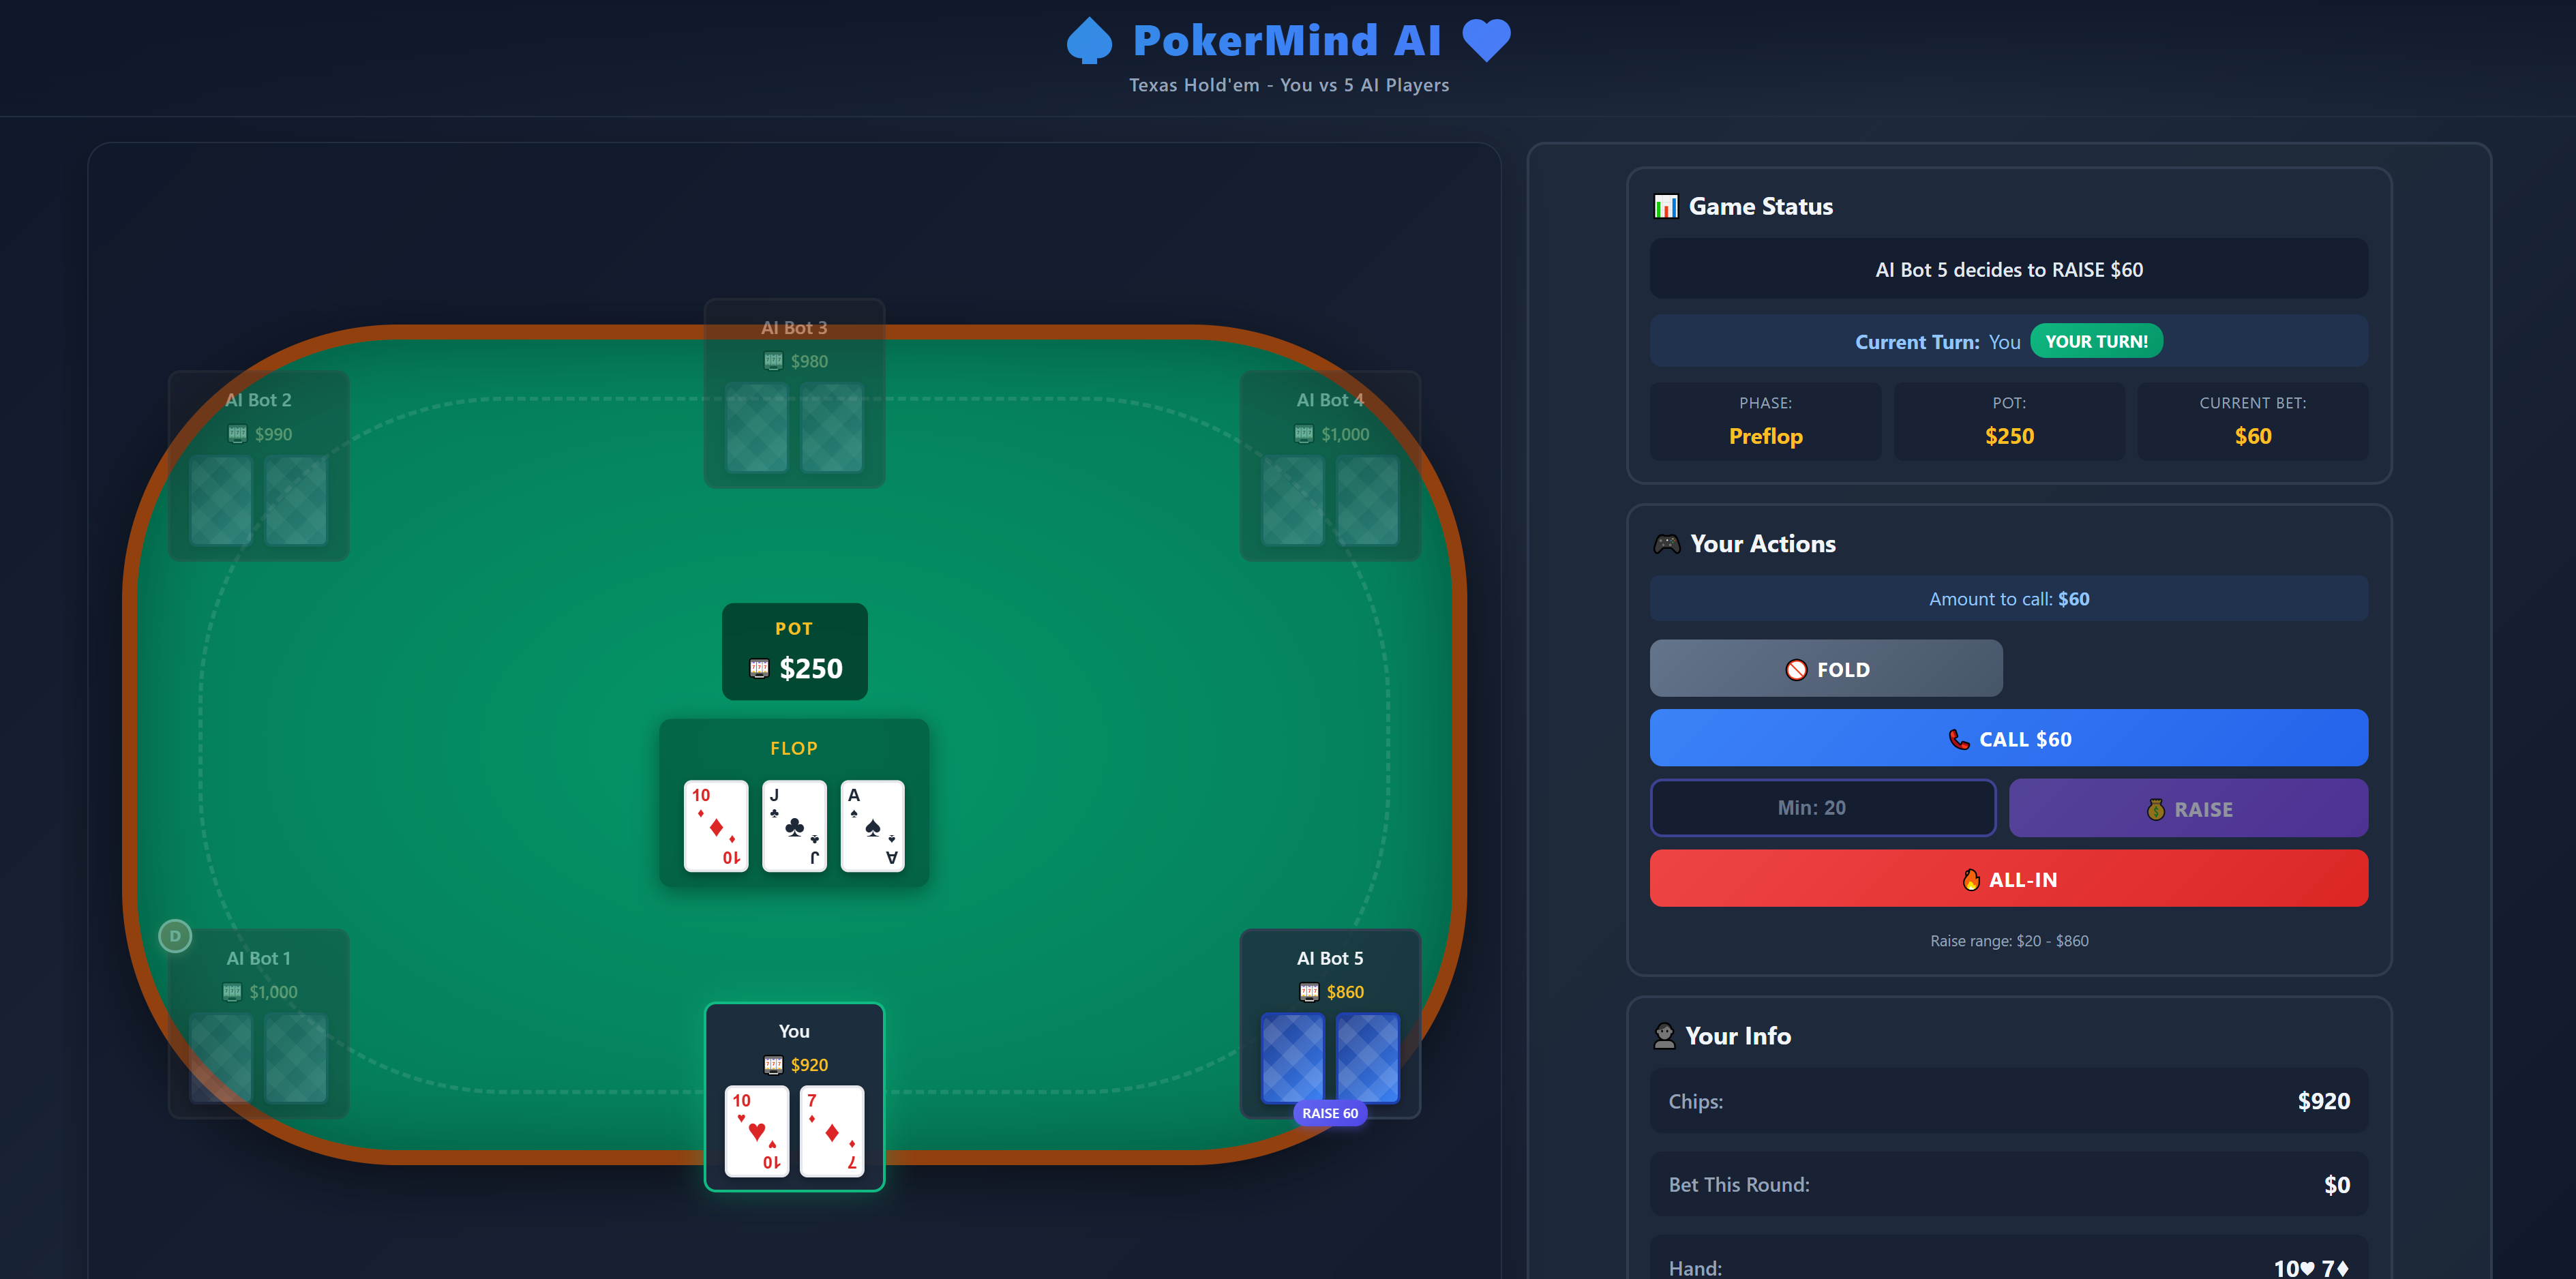 PokerMind AI
Texas Hold'em - You vs 5 AI Players
AI Bot 3
$980
AI Bot 2
$990
AI Bot 4
$1,000
POT
$250
FLOP
10
10
J
J
A
A
D
AI Bot 1
$1,000
AI Bot 5
$860
RAISE 60
You
$920
10
10
7
7
Game Status
AI Bot 5 decides to RAISE $60
Current Turn: You YOUR TURN!
PHASE:
Preflop
POT:
$250
CURRENT BET:
$60
Your Actions
Amount to call: $60
FOLD
CALL $60
Min: 20
RAISE
ALL-IN
Raise range: $20 - $860
Your Info
Chips: $920
Bet This Round: $0
Hand: 10♥ 7♦